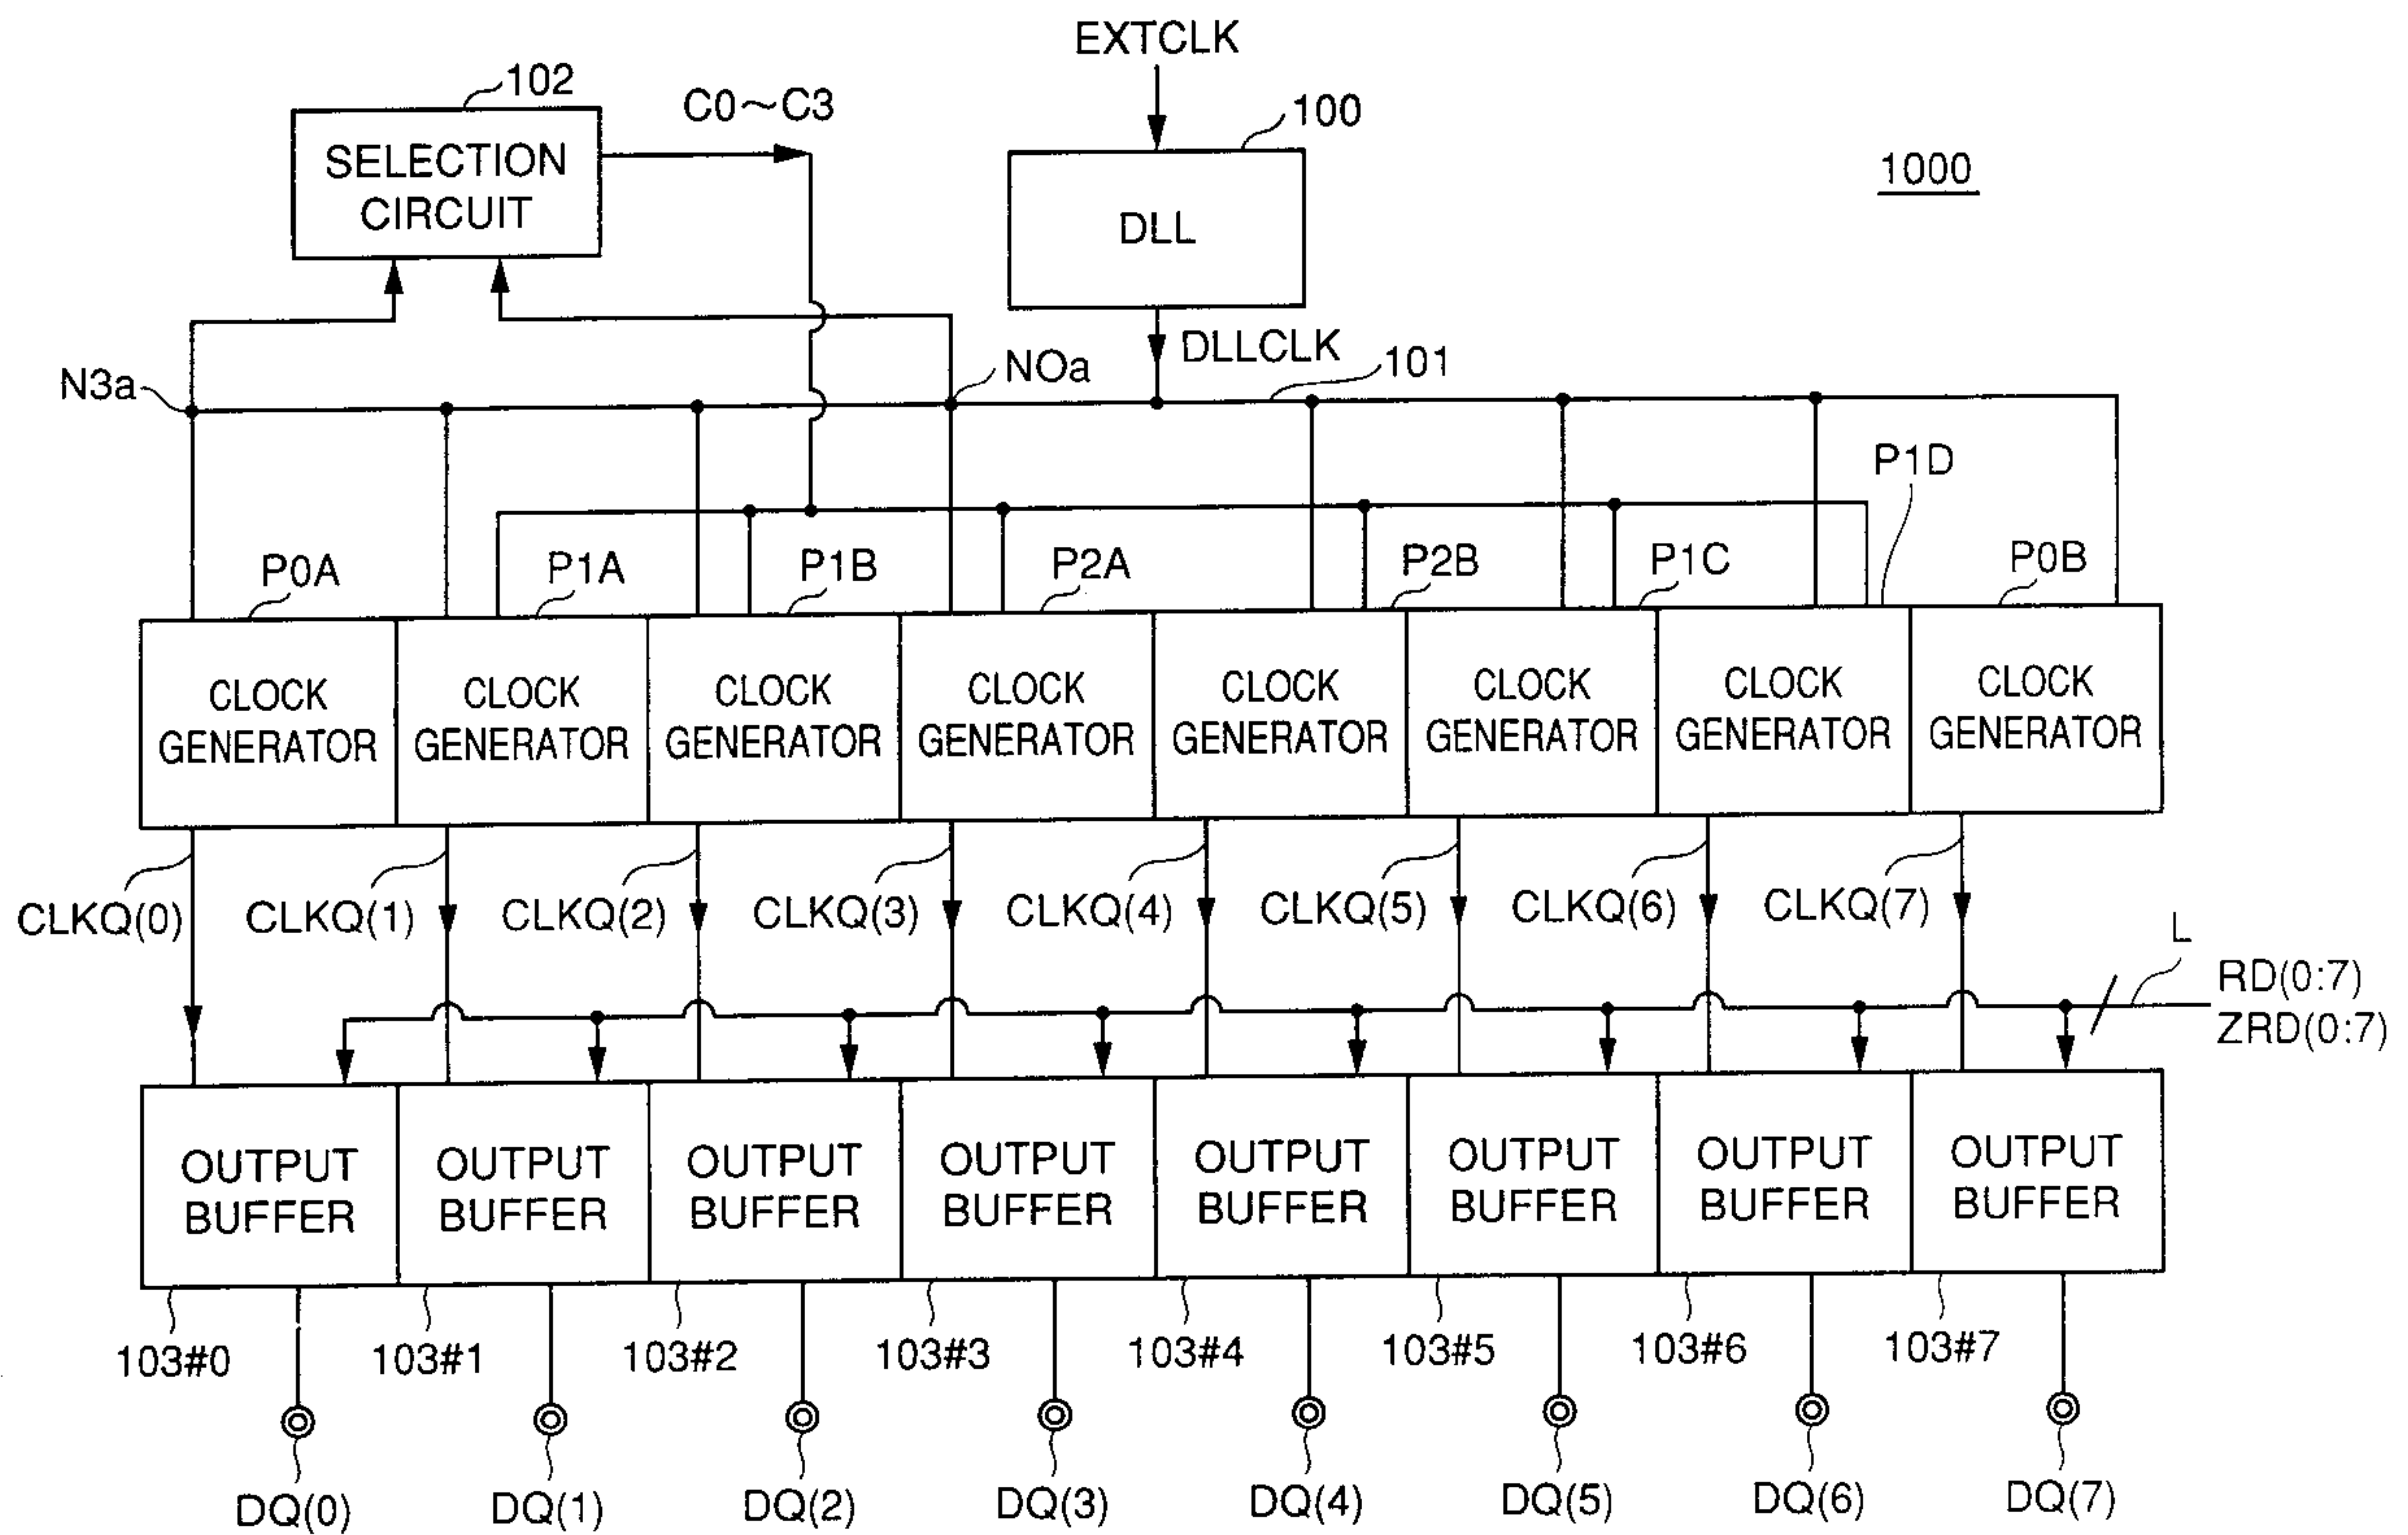 EXTCLK
102
C0~C3
100
SELECTION
CIRCUIT
DLL
1000
DLLCLK
101
N3a
NOa
P1D
P0A
P1A
P1B
P2A
P2B
P1C
P0B
CLOCK
GENERATOR
CLOCK
GENERATOR
CLOCK
GENERATOR
CLOCK
GENERATOR
CLOCK
GENERATOR
CLOCK
GENERATOR
CLOCK
GENERATOR
CLOCK
GENERATOR
CLKQ(0)
CLKQ(1)
CLKQ(2)
CLKQ(3)
CLKQ(4)
CLKQ(5)
CLKQ(6)
CLKQ(7)
L
RD(0:7)
ZRD(0:7)
OUTPUT
BUFFER
OUTPUT
BUFFER
OUTPUT
BUFFER
OUTPUT
BUFFER
OUTPUT
BUFFER
OUTPUT
BUFFER
OUTPUT
BUFFER
OUTPUT
BUFFER
103#0
103#1
103#2
103#3
103#4
103#5
103#6
103#7
DQ(0)
DQ(1)
DQ(2)
DQ(3)
DQ(4)
DQ(5)
DQ(6)
DQ(7)